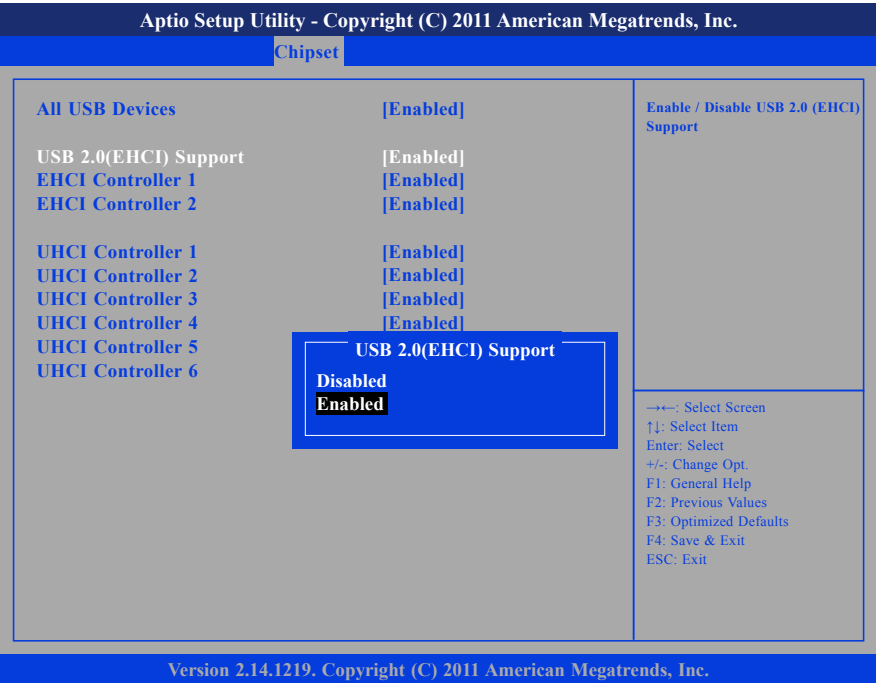 Aptio Setup Utility - Copyright (C) 2011 American Megatrends, Inc.
Chipset
All USB Devices [Enabled]
USB 2.0(EHCI) Support [Enabled]
EHCI Controller 1 [Enabled]
EHCI Controller 2 [Enabled]
UHCI Controller 1 [Enabled]
UHCI Controller 2 [Enabled]
UHCI Controller 3 [Enabled]
UHCI Controller 4 [Enabled]
UHCI Controller 5
UHCI Controller 6
USB 2.0(EHCI) Support
Disabled
Enabled
Enable / Disable USB 2.0 (EHCI)
Support
→←: Select Screen
↑↓: Select Item
Enter: Select
+/-: Change Opt.
F1: General Help
F2: Previous Values
F3: Optimized Defaults
F4: Save & Exit
ESC: Exit
Version 2.14.1219. Copyright (C) 2011 American Megatrends, Inc.